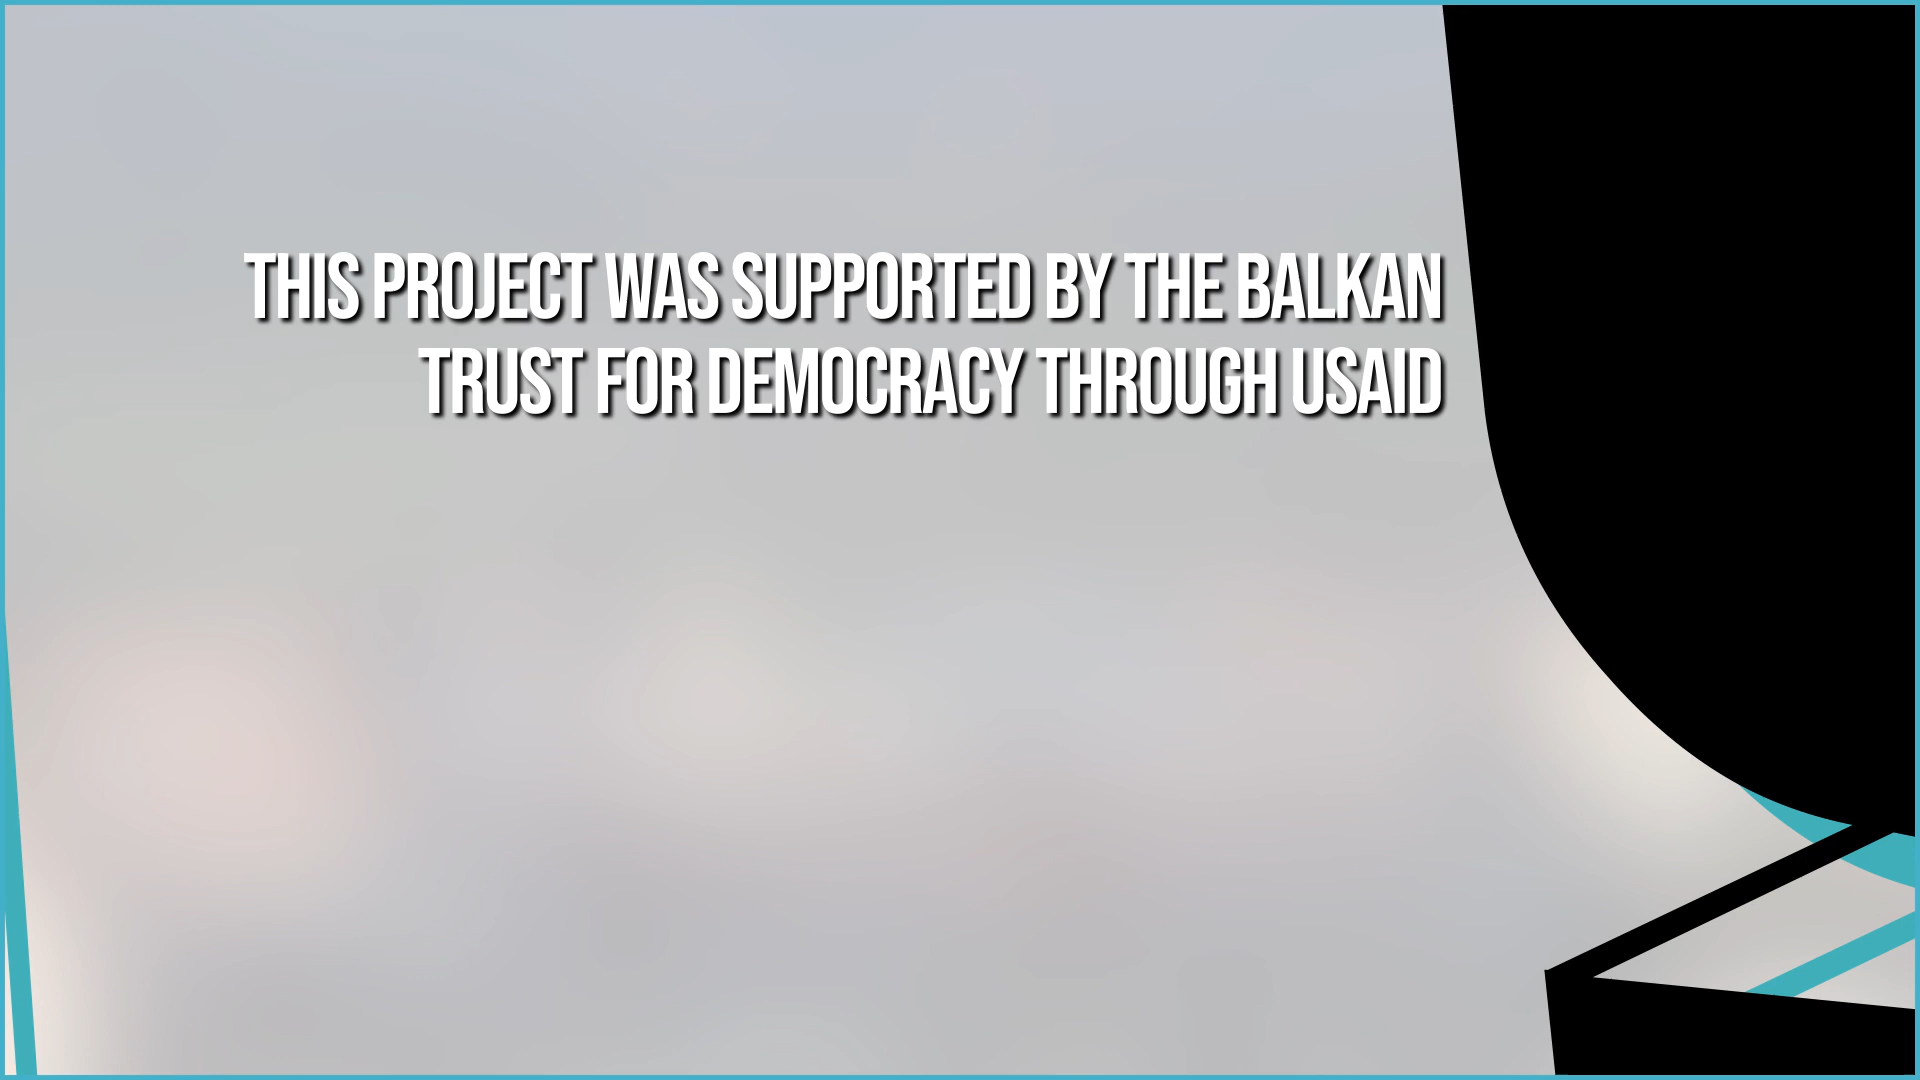 THIS PROJECT WAS SUPPORTED BY THE BALKAN
TRUST FOR DEMOCRACY THROUGH USAID